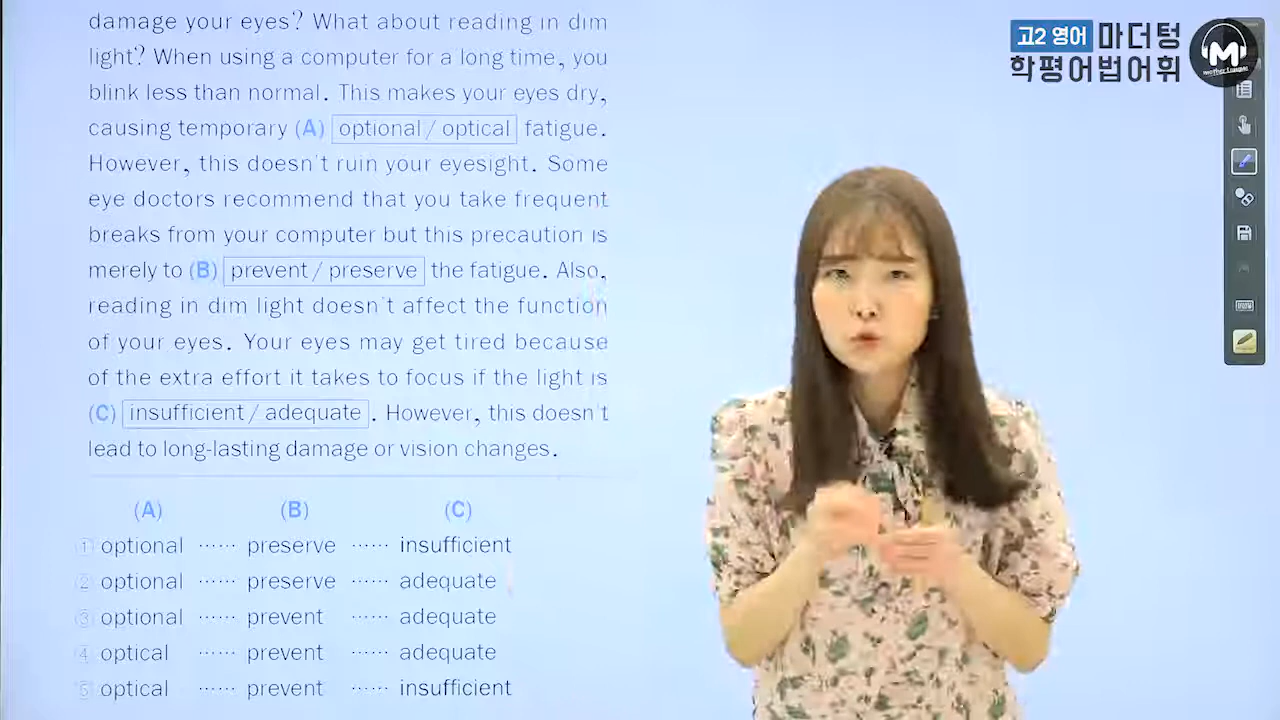 damage your eyes? What about reading in dim
light? When using a computer for a long time, you
blink less than normal. This makes your eyes dry,
causing temporary (A) optional / optical fatigue.
However, this doesn't ruin your eyesight. Some
eye doctors recommend that you take frequent
breaks from your computer but this precaution is
merely to (B) prevent / preserve the fatigue. Also,
reading in dim light doesn't affect the function
of your eyes. Your eyes may get tired because
of the extra effort it takes to focus if the light is
(C) insufficient / adequate . However, this doesn't
lead to long-lasting damage or vision changes.
(A) (B) (C)
① optional ······ preserve ······ insufficient
② optional ······ preserve ······ adequate
③ optional ······ prevent ······ adequate
④ optical ······ prevent ······ adequate
⑤ optical ······ prevent ······ insufficient
고2 영어 마더텅
학평어법어휘
M